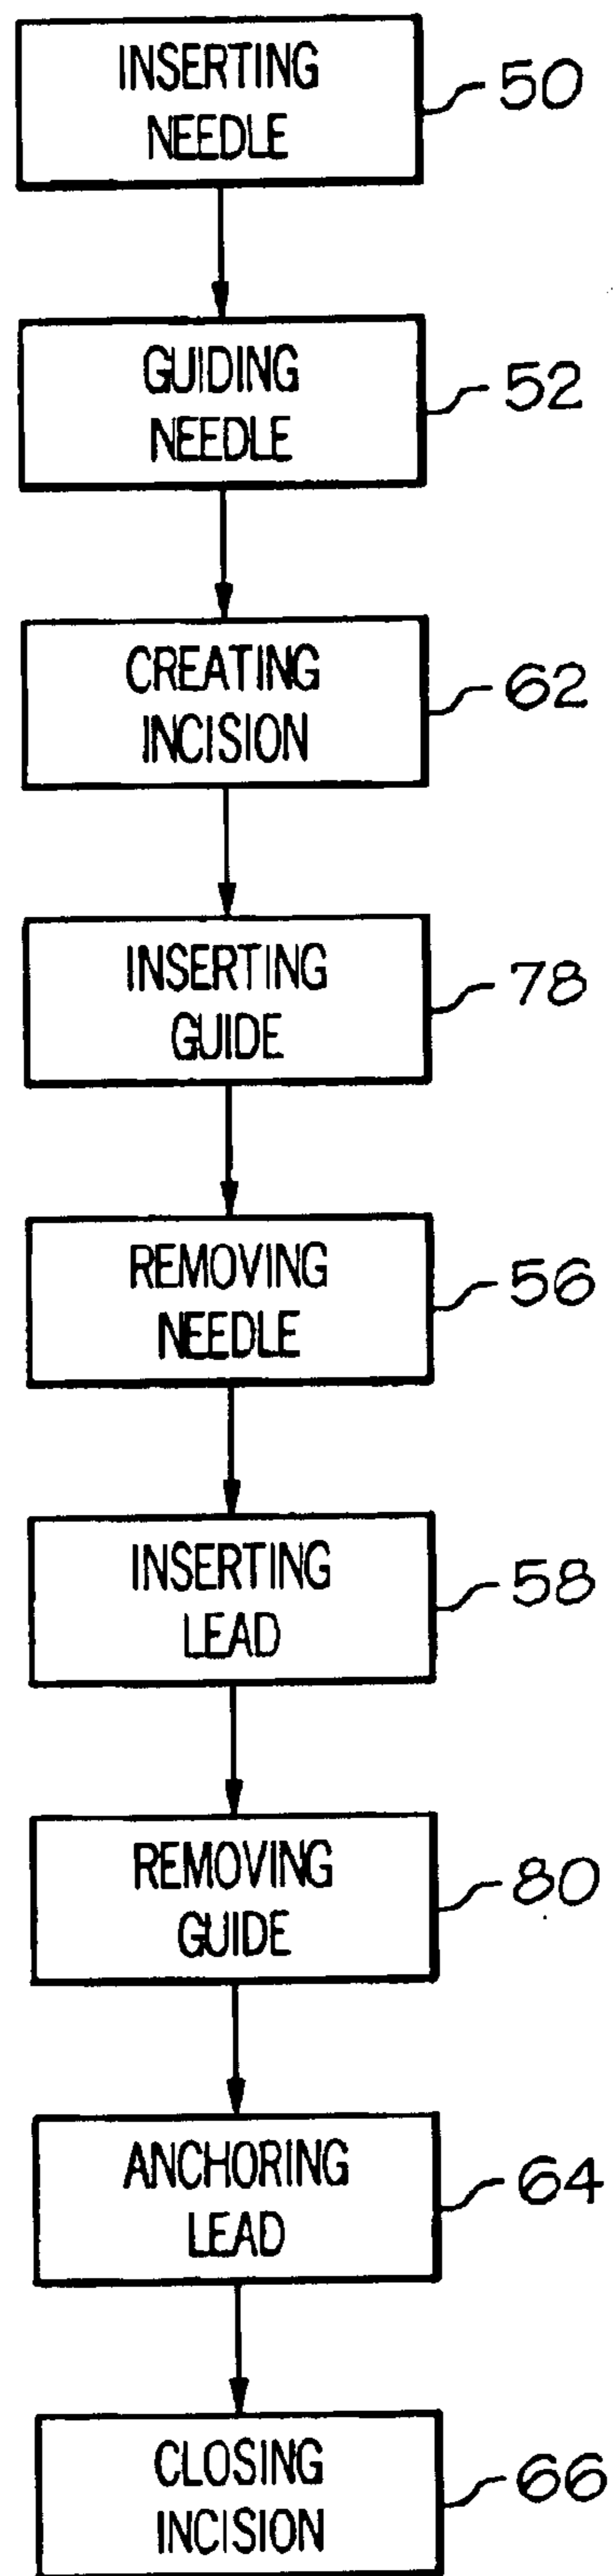 INSERTING
NEEDLE
50
GUIDING
NEEDLE
52
CREATING
INCISION
62
INSERTING
GUIDE
78
REMOVING
NEEDLE
56
INSERTING
LEAD
58
REMOVING
GUIDE
80
ANCHORING
LEAD
64
CLOSING
INCISION
66